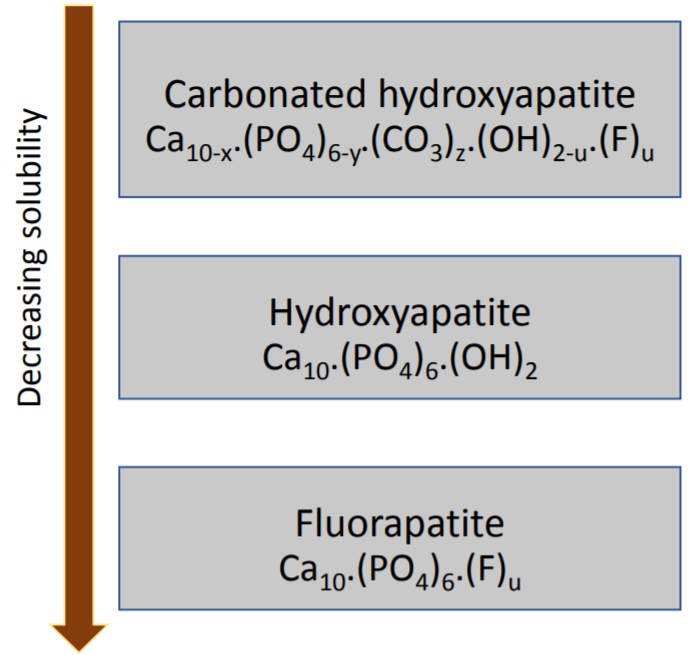 Decreasing solubility
Carbonated hydroxyapatite
Ca₁₀₋ₓ.(PO₄)₆₋y.(CO₃)z.(OH)₂₋u.(F)u
Hydroxyapatite
Ca₁₀.(PO₄)₆.(OH)₂
Fluorapatite
Ca₁₀.(PO₄)₆.(F)u